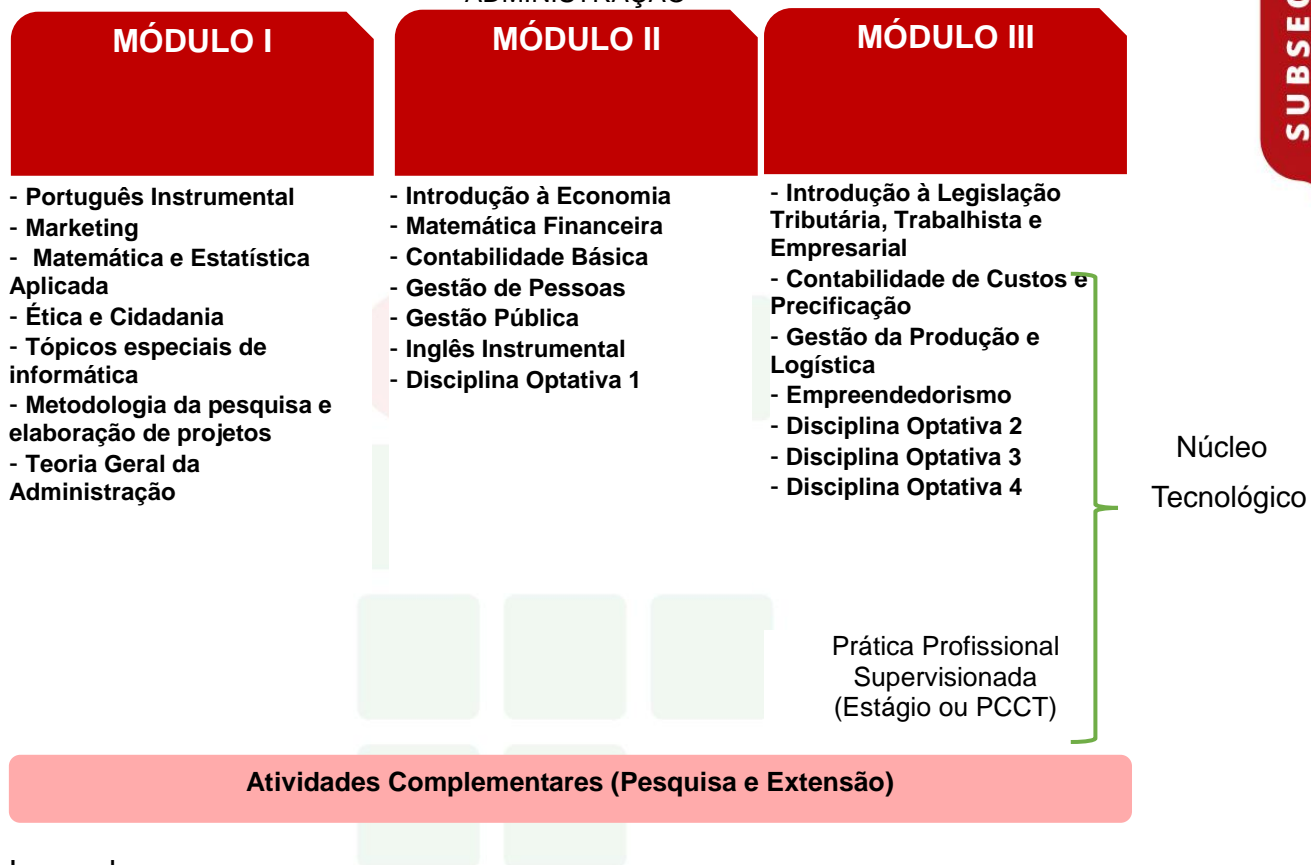 MÓDULO I
- Português Instrumental
- Marketing
- Matemática e Estatística
Aplicada
- Ética e Cidadania
- Tópicos especiais de
informática
- Metodologia da pesquisa e
elaboração de projetos
- Teoria Geral da
Administração
MÓDULO II
- Introdução à Economia
- Matemática Financeira
- Contabilidade Básica
- Gestão de Pessoas
- Gestão Pública
- Inglês Instrumental
- Disciplina Optativa 1
MÓDULO III
- Introdução à Legislação
Tributária, Trabalhista e
Empresarial
- Contabilidade de Custos e
Precificação
- Gestão da Produção e
Logística
- Empreendedorismo
- Disciplina Optativa 2
- Disciplina Optativa 3
- Disciplina Optativa 4
Prática Profissional
Supervisionada
(Estágio ou PCCT)
Núcleo
Tecnológico
Atividades Complementares (Pesquisa e Extensão)